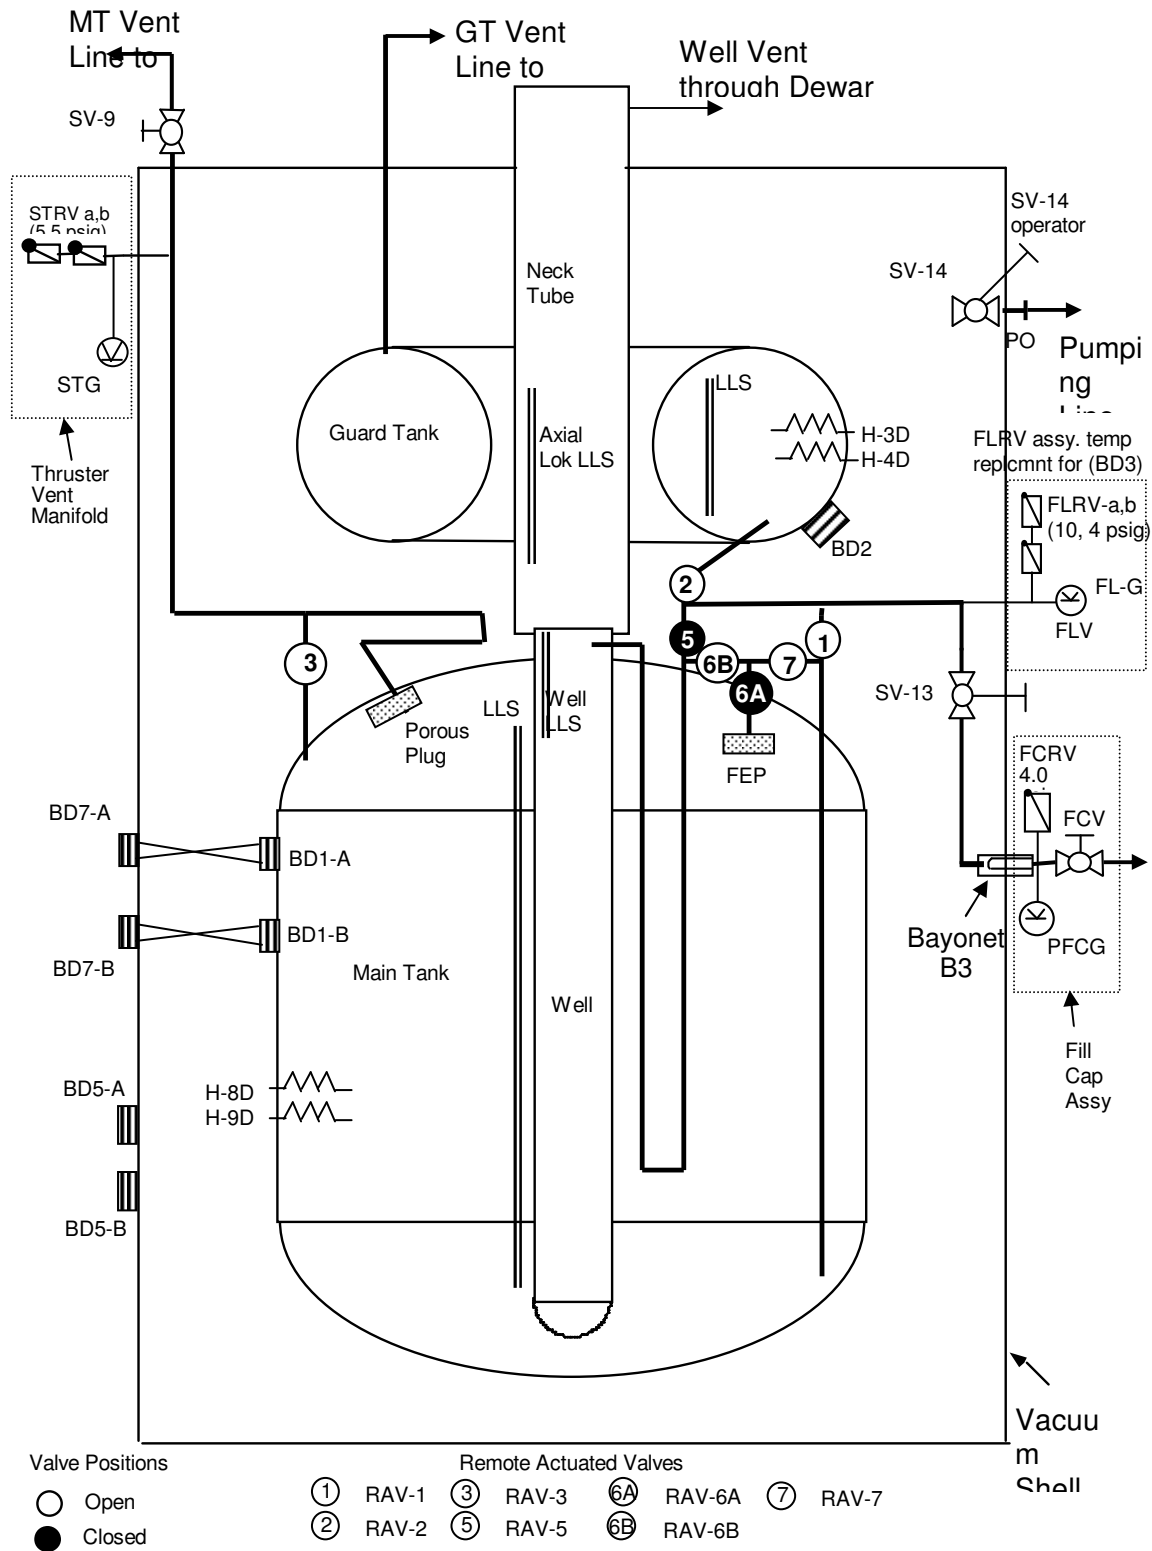 MT Vent
Line to
GT Vent
Line to
Well Vent
through Dewar
SV-9
STRV a,b
(5.5 psig)
STG
Thruster
Vent
Manifold
Neck
Tube
SV-14
operator
SV-14
PO
Pumpi
ng
Line
Guard Tank
Axial
Lok LLS
LLS
H-3D
H-4D
BD2
FLRV assy. temp
replcmnt for (BD3)
FLRV-a,b
(10, 4 psig)
FL-G
FLV
2
5
6B
7
1
6A
3
SV-13
LLS
Well
LLS
Porous
Plug
FEP
FCRV
4.0
FCV
PFCG
Bayonet
B3
Fill
Cap
Assy
BD7-A
BD1-A
BD1-B
BD7-B
Main Tank
Well
BD5-A
H-8D
H-9D
BD5-B
Vacuu
m
Shell
Valve Positions
Open
Closed
Remote Actuated Valves
1 RAV-1 3 RAV-3 6A RAV-6A 7 RAV-7
2 RAV-2 5 RAV-5 6B RAV-6B